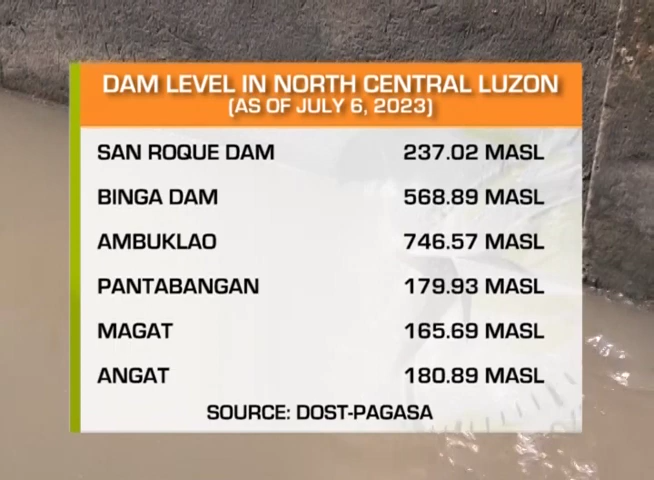 DAM LEVEL IN NORTH CENTRAL LUZON
(AS OF JULY 6, 2023)
SAN ROQUE DAM 237.02 MASL
BINGA DAM 568.89 MASL
AMBUKLAO 746.57 MASL
PANTABANGAN 179.93 MASL
MAGAT 165.69 MASL
ANGAT 180.89 MASL
SOURCE: DOST-PAGASA